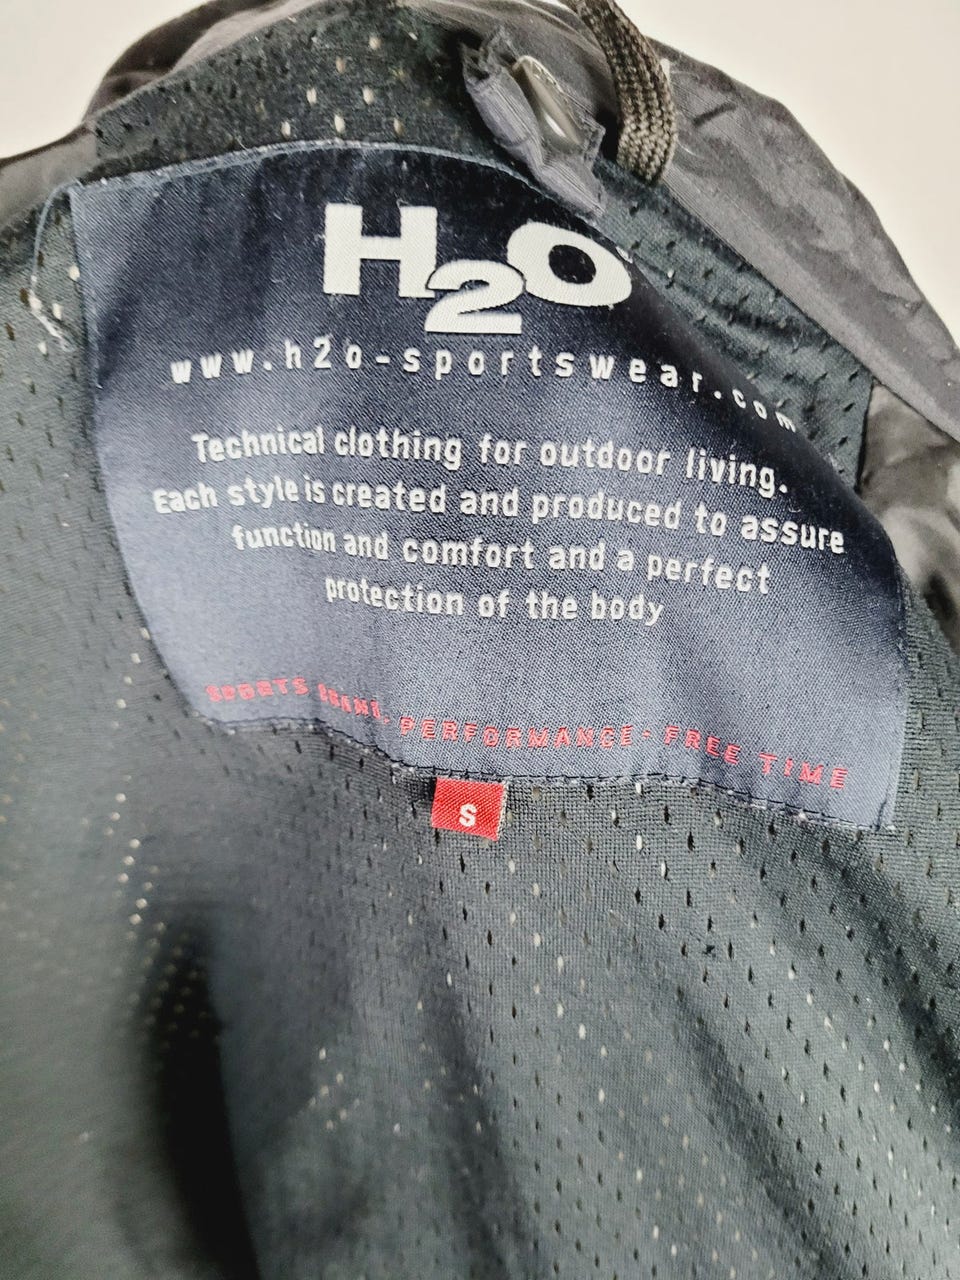 H2O
www.h2o-sportswear.com
Technical clothing for outdoor living.
Each style is created and produced to assure
function and comfort and a perfect
protection of the body
SPORTS PERFORMANCE - FREE TIME
S